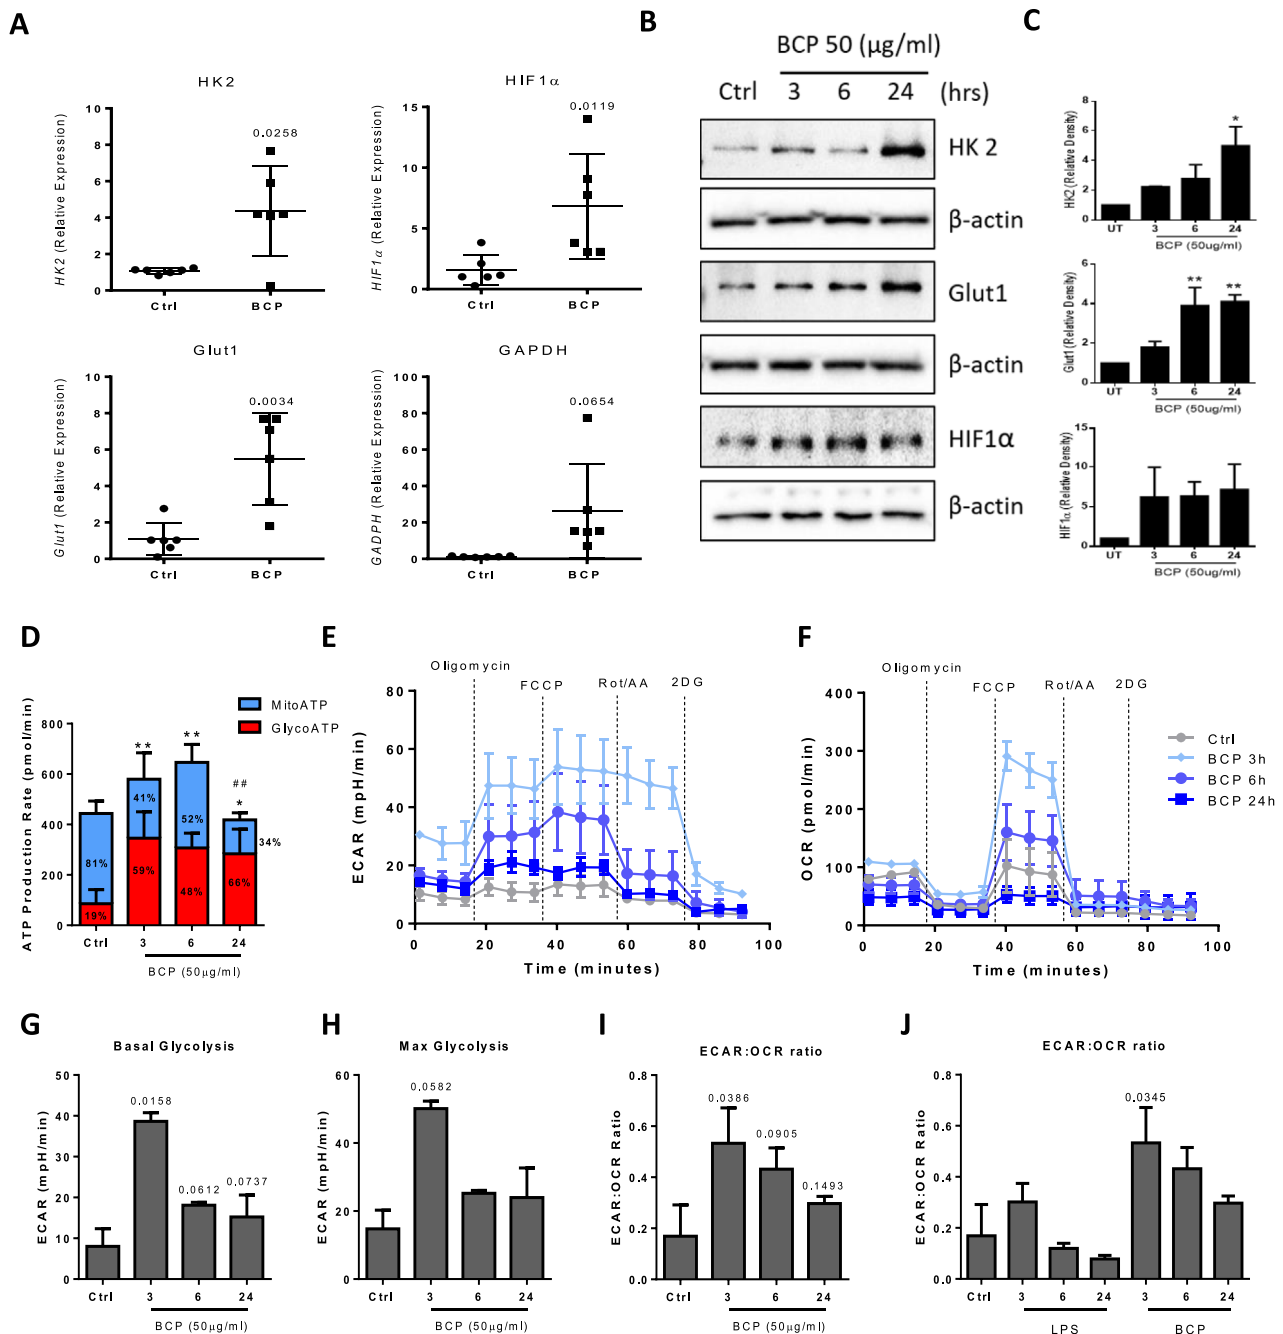 A
HK2
HK2 (Relative Expression)
10
8
6
4
2
0
0.0258
Ctrl
BCP
HIF1α
HIF1α (Relative Expression)
15
10
5
0
0.0119
Ctrl
BCP
Glut1
Glut1 (Relative Expression)
10
8
6
4
2
0
0.0034
Ctrl
BCP
GAPDH
GADPH (Relative Expression)
100
80
60
40
20
0
0.0654
Ctrl
BCP
B
BCP 50 (µg/ml)
Ctrl 3 6 24 (hrs)
HK 2
β-actin
Glut1
β-actin
HIF1α
β-actin
C
HK2 (Relative Density)
8
6
4
2
0
*
UT 3 6 24
BCP (50ug/ml)
Glut1 (Relative Density)
6
4
2
0
** **
UT 3 6 24
BCP (50ug/ml)
HIF1α (Relative Density)
15
10
5
0
UT 3 6 24
BCP (50ug/ml)
D
MitoATP
GlycoATP
ATP Production Rate (pmol/min)
800
600
400
200
0
** **
##
*
81% 41% 52% 34%
19% 59% 48% 66%
Ctrl 3 6 24
BCP (50µg/ml)
E
Oligomycin
FCCP
Rot/AA
2DG
ECAR (mpH/min)
80
60
40
20
0
0 20 40 60 80 100
Time (minutes)
F
Oligomycin
FCCP
Rot/AA
2DG
OCR (pmol/min)
400
300
200
100
0
0 20 40 60 80 100
Time (minutes)
Ctrl
BCP 3h
BCP 6h
BCP 24h
G
Basal Glycolysis
ECAR (mpH/min)
50
40
30
20
10
0
0.0158
0.0612
0.0737
Ctrl 3 6 24
BCP (50µg/ml)
H
Max Glycolysis
ECAR (mpH/min)
60
40
20
0
0.0582
Ctrl 3 6 24
BCP (50µg/ml)
I
ECAR:OCR ratio
ECAR:OCR Ratio
0.8
0.6
0.4
0.2
0.0
0.0386
0.0905
0.1493
Ctrl 3 6 24
BCP (50µg/ml)
J
ECAR:OCR ratio
ECAR:OCR Ratio
0.8
0.6
0.4
0.2
0.0
0.0345
Ctrl 3 6 24 3 6 24
LPS BCP